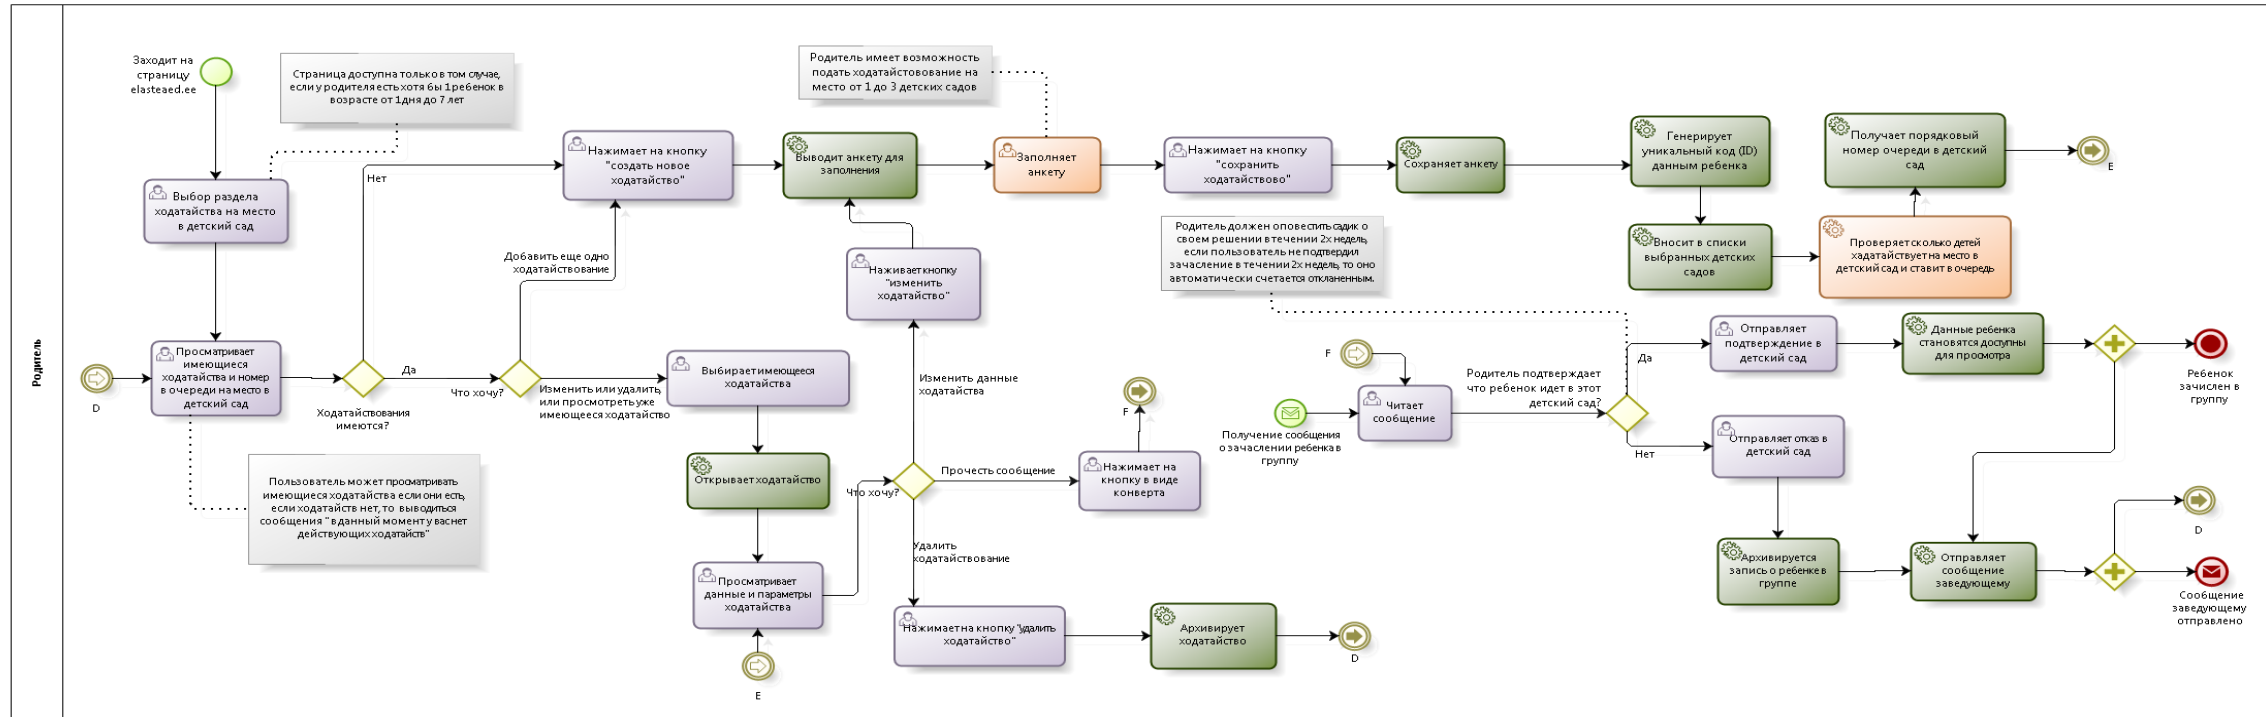 Родитель
Заходит на
страницу
elasteaed.ee
Страница доступна только в том случае,
если у родителя есть хотя бы 1 ребенок в
возрасте от 1 дня до 7 лет
Выбор раздела
ходатайства на место
в детский сад
Просматривает
имеющиеся
ходатайства и номер
в очереди на место в
детский сад
D
Пользователь может просматривать
имеющиеся ходатайства если они есть,
если ходатайств нет, то выводиться
сообщения " в данный момент у вас нет
действующих ходатайств"
Ходатайствования
имеются?
Нет
Да
Что хочу?
Добавить еще одно
ходатайствование
Изменить или удалить,
или просмотреть уже
имеющееся ходатайство
Нажимает на кнопку
"создать новое
ходатайство"
Выводит анкету для
заполнения
Родитель имеет возможность
подать ходатайстовование на
место от 1 до 3 детских садов
Заполняет
анкету
Нажимает на кнопку
"сохранить
ходатайствово"
Сохраняет анкету
Генерирует
уникальный код (ID)
данным ребенка
Вносит в списки
выбранных детских
садов
Проверяет сколько детей
хадатайствует на место в
детский сад и ставит в очередь
Получает порядковый
номер очереди в детский
сад
E
Выбирает имеющееся
ходатайства
Открывает ходатайство
Просматривает
данные и параметры
ходатайства
E
Что хочу?
Изменить данные
ходатайства
Наживает кнопку
"изменить
ходатайство"
Прочесть сообщение
Нажимает на
кнопку в виде
конверта
F
Удалить
ходатайствование
Нажимает на кнопку "удалить
ходатайство"
Архивирует
ходатайство
D
Родитель должен оповестить садик о
своем решении в течении 2х недель,
если пользователь не подтвердил
зачасление в течении 2х недель, то оно
автоматически счетается откланенным.
F
Получение сообщения
о зачаслении ребенка в
группу
Читает
сообщение
Родитель подтверждает
что ребенок идет в этот
детский сад?
Да
Нет
Отправляет
подтверждение в
детский сад
Данные ребенка
становятся доступны
для просмотра
Ребенок
зачислен в
группу
Отправляет отказ в
детский сад
Архивируется
запись о ребенке в
группе
Отправляет
сообщение
заведующему
D
Сообщение
заведующему
отправлено